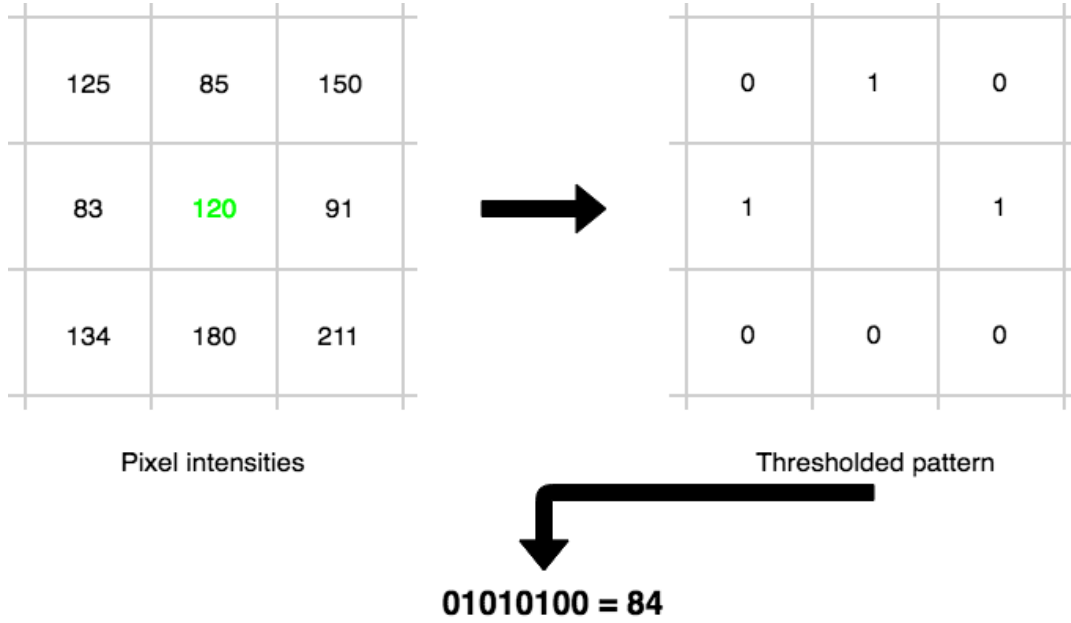 125 85 150 0 1 0
83 120 91 1 1
134 180 211 0 0 0
Pixel intensities Thresholded pattern
01010100 = 84